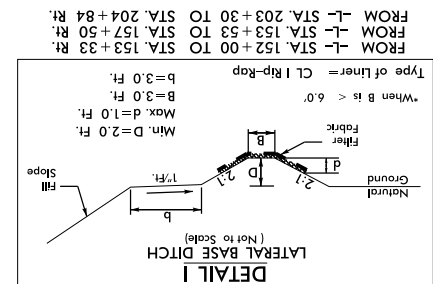 DETAIL 1
LATERAL BASE DITCH
( Not to Scale)
Natural
Ground
2:1
D
d
2:1
b
1"/Ft.
Fill
Slope
B
Filter
Fabric
Min. D=2.0 Ft.
Max. d=1.0 Ft.
B=3.0 Ft.
b=3.0 Ft.
*When B is < 6.0'
Type of Liner= CL I Rip-Rap
FROM -L- STA. 152+00 TO STA. 153+33 Rt.
FROM -L- STA. 153+53 TO STA. 157+50 Rt.
FROM -L- STA. 203+30 TO STA. 204+84 Rt.